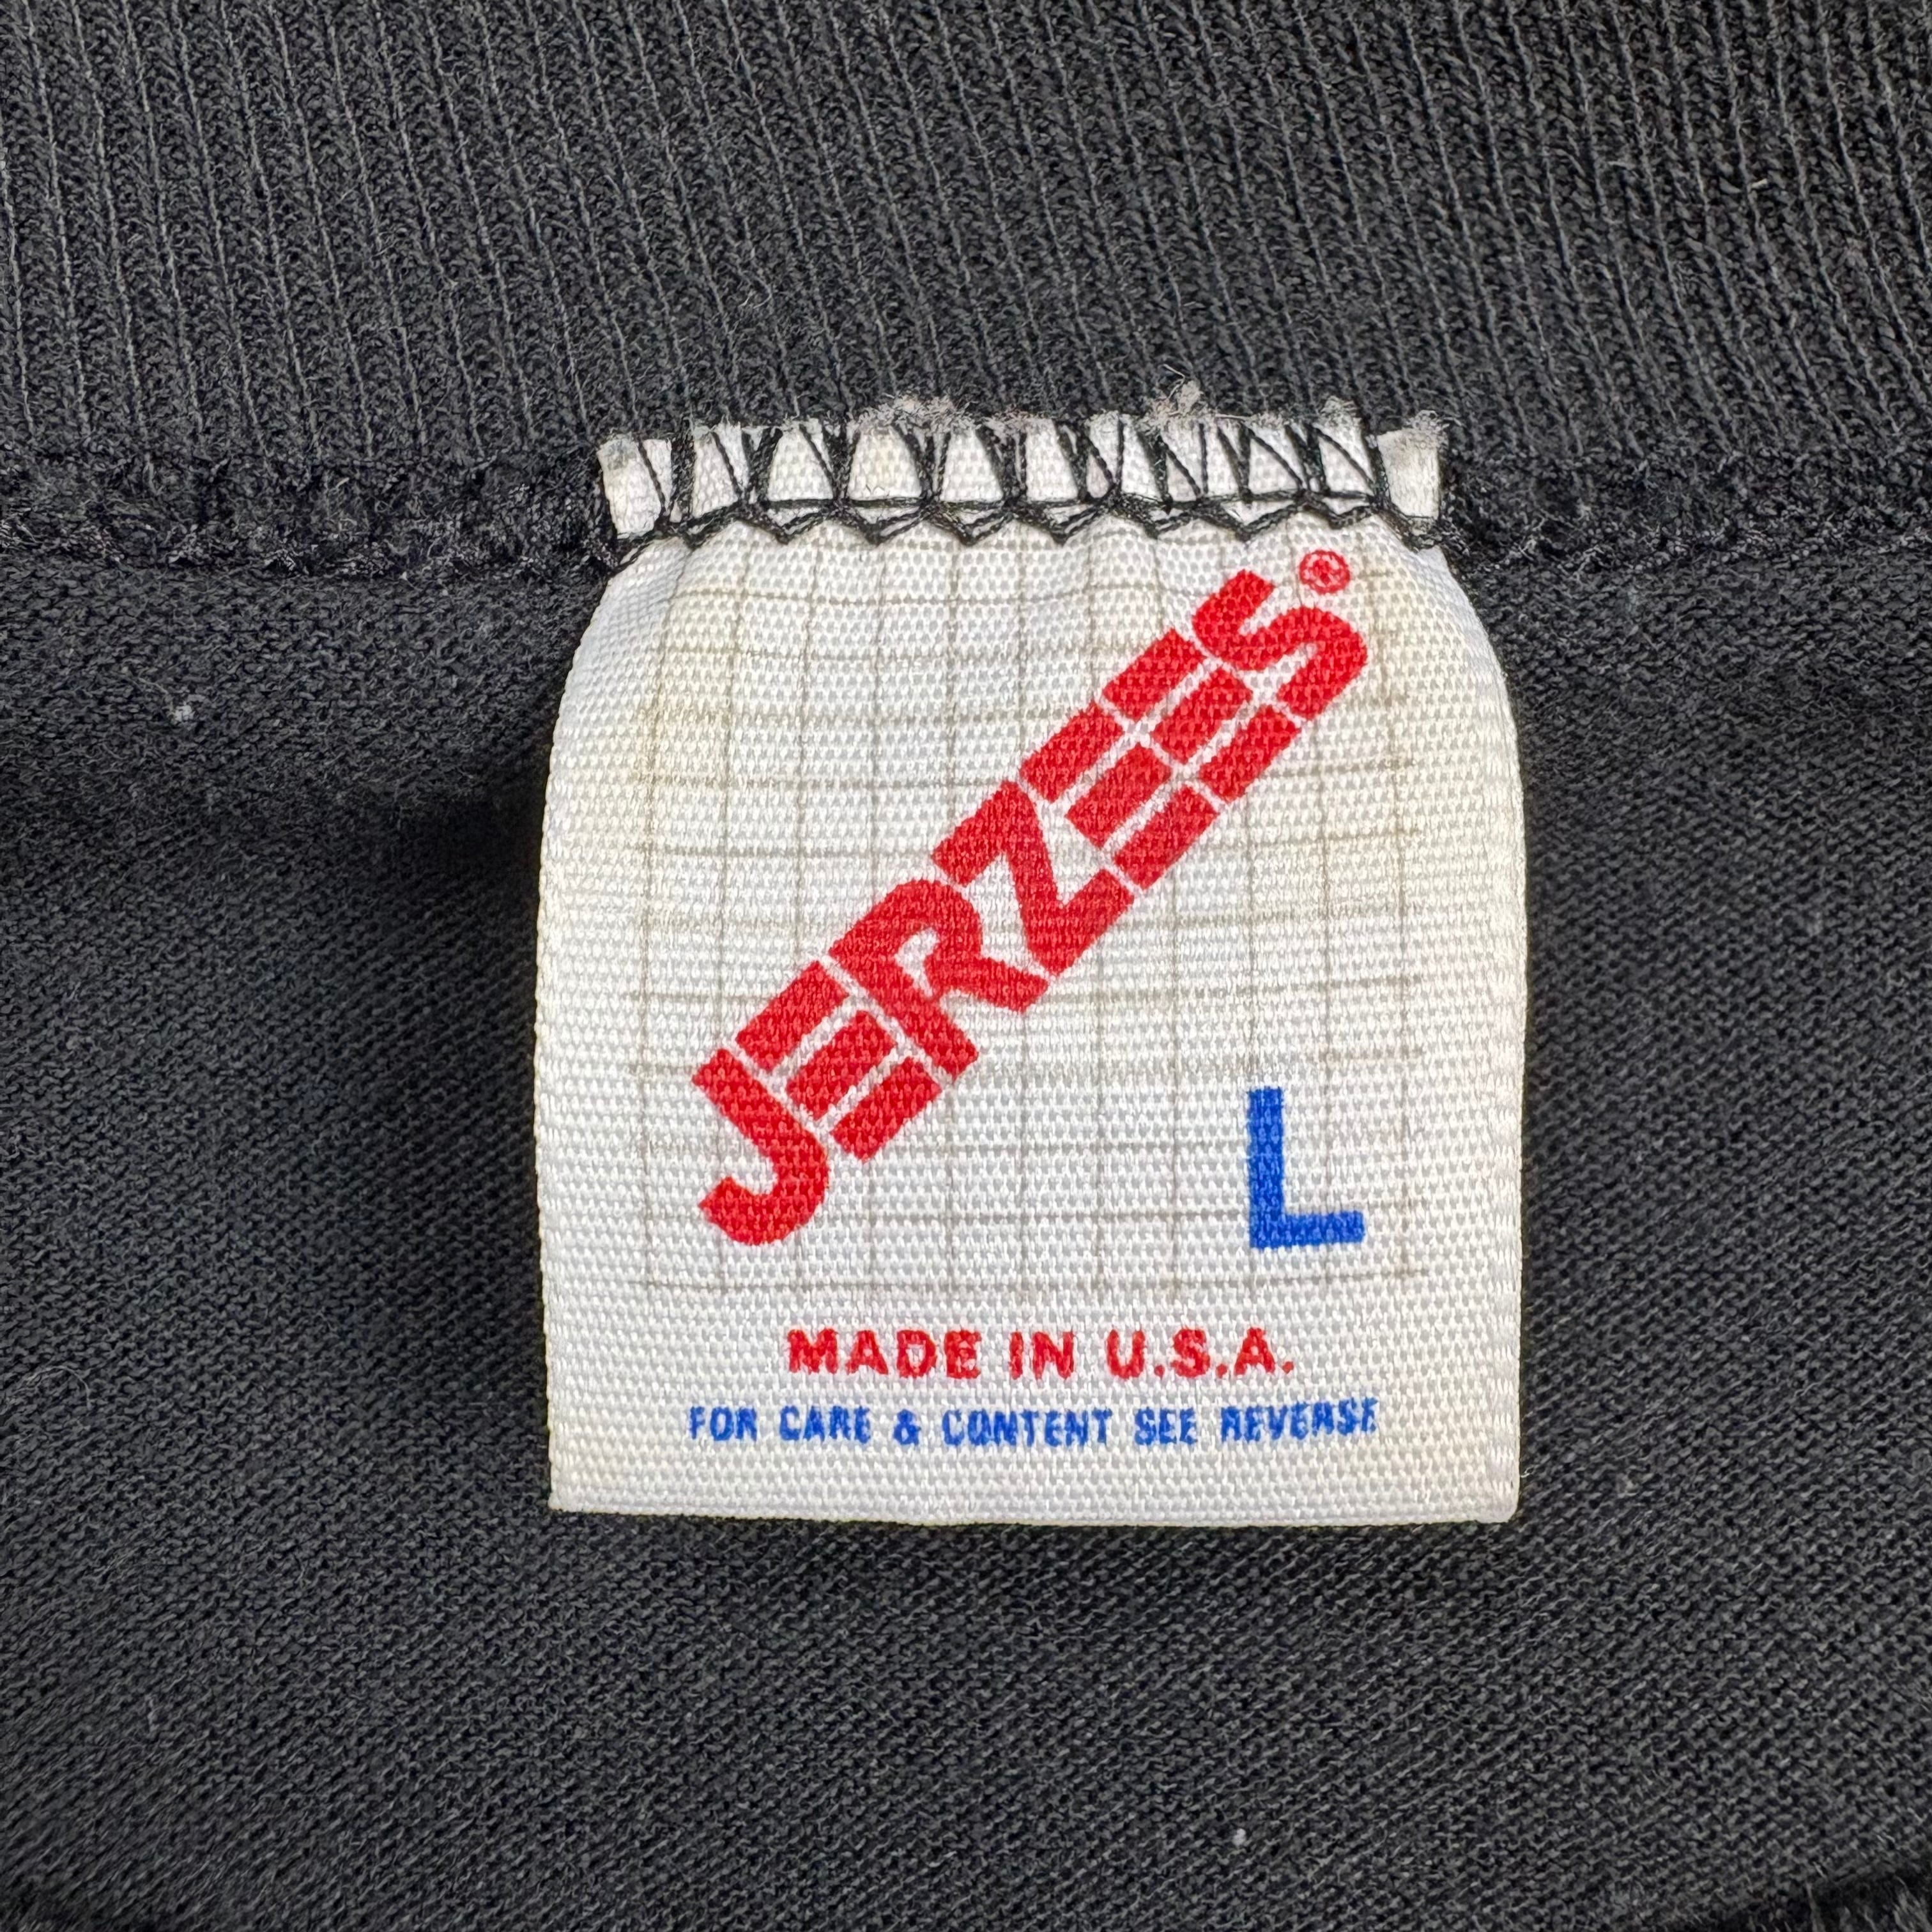 JERZEES®
L
MADE IN U.S.A.
FOR CARE & CONTENT SEE REVERSE